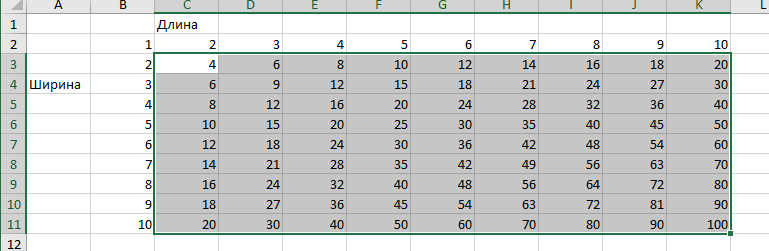 A B C D E F G H I J K L
1 Длина
2 1 2 3 4 5 6 7 8 9 10
3 2 4 6 8 10 12 14 16 18 20
4 Ширина 3 6 9 12 15 18 21 24 27 30
5 4 8 12 16 20 24 28 32 36 40
6 5 10 15 20 25 30 35 40 45 50
7 6 12 18 24 30 36 42 48 54 60
8 7 14 21 28 35 42 49 56 63 70
9 8 16 24 32 40 48 56 64 72 80
10 9 18 27 36 45 54 63 72 81 90
11 10 20 30 40 50 60 70 80 90 100
12